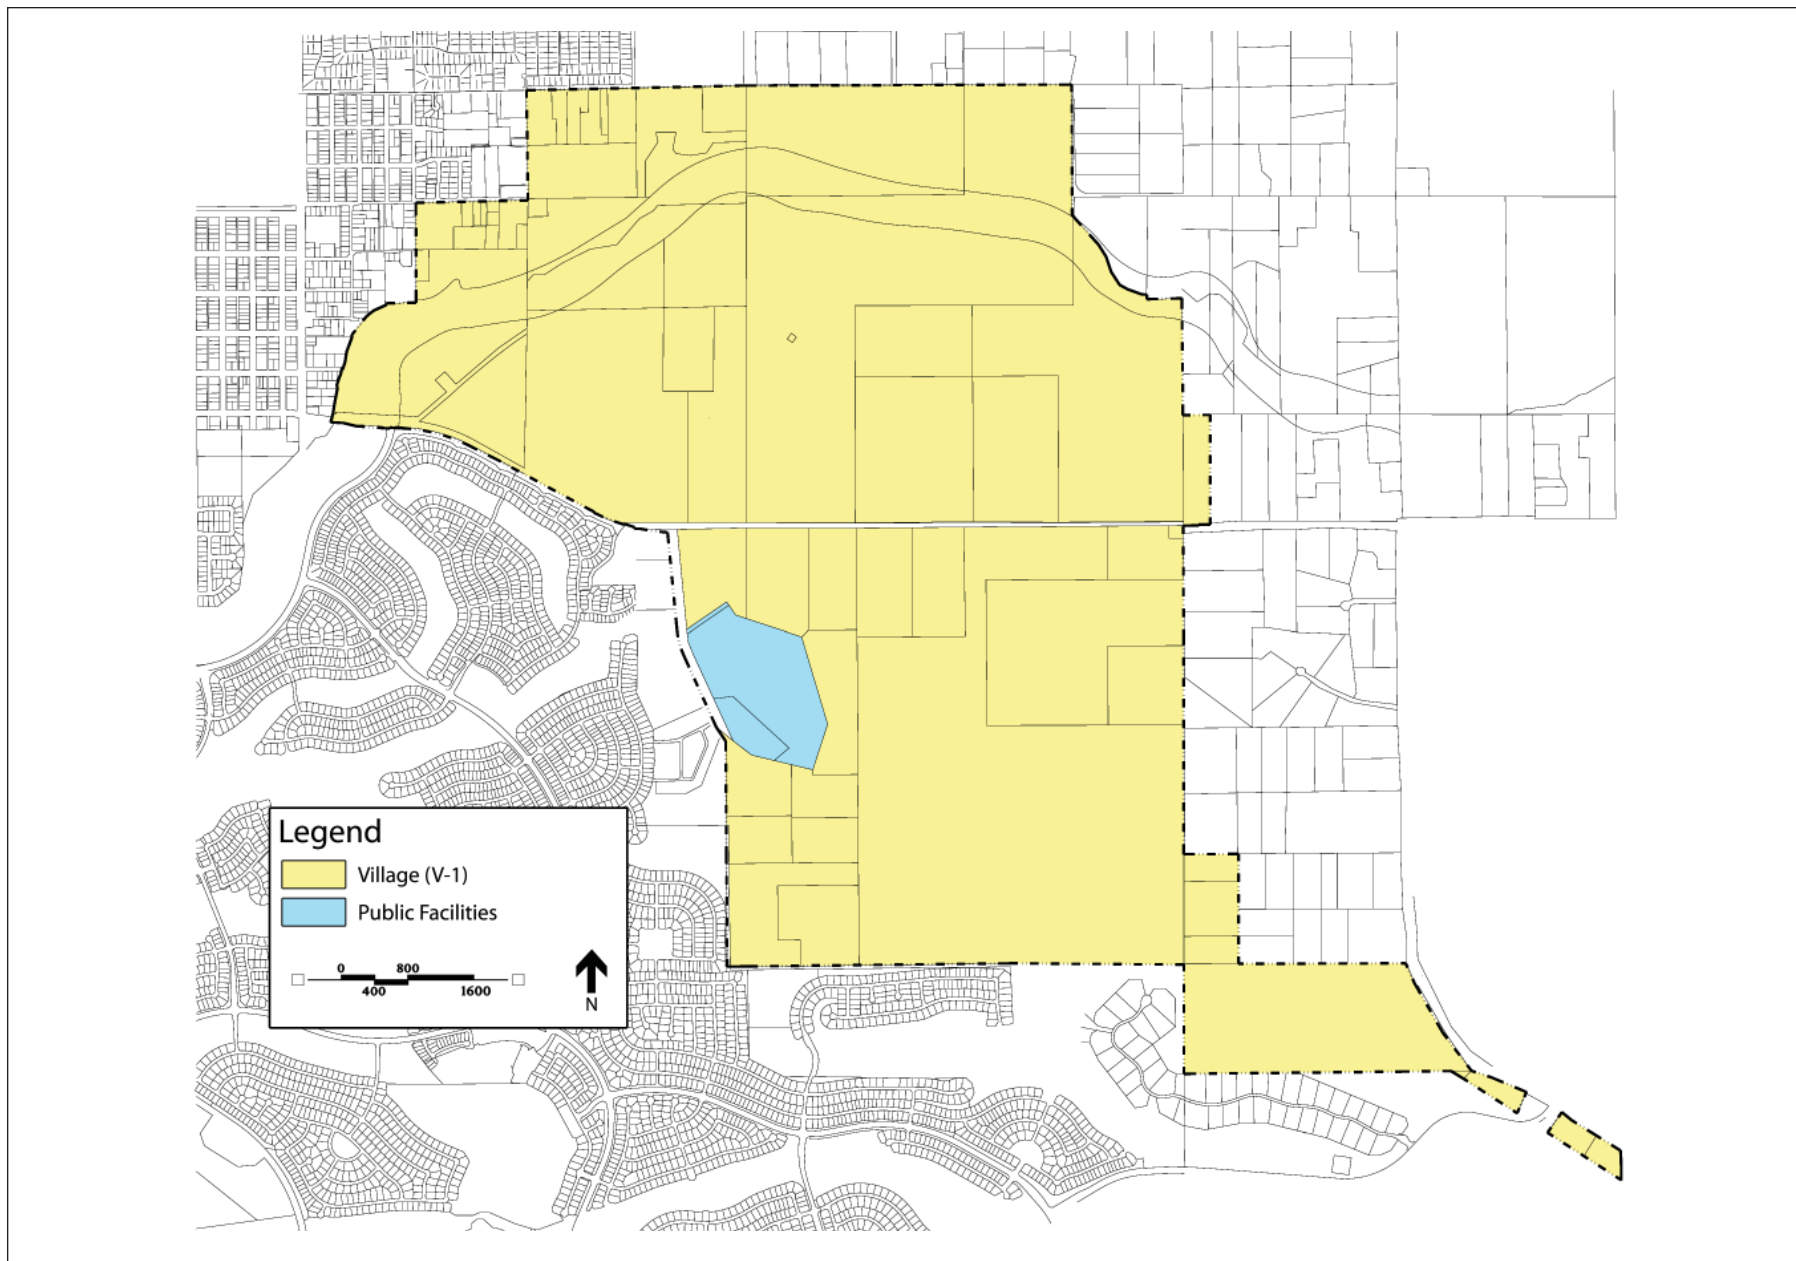 Legend
Village (V-1)
Public Facilities
0 800
400 1600
N